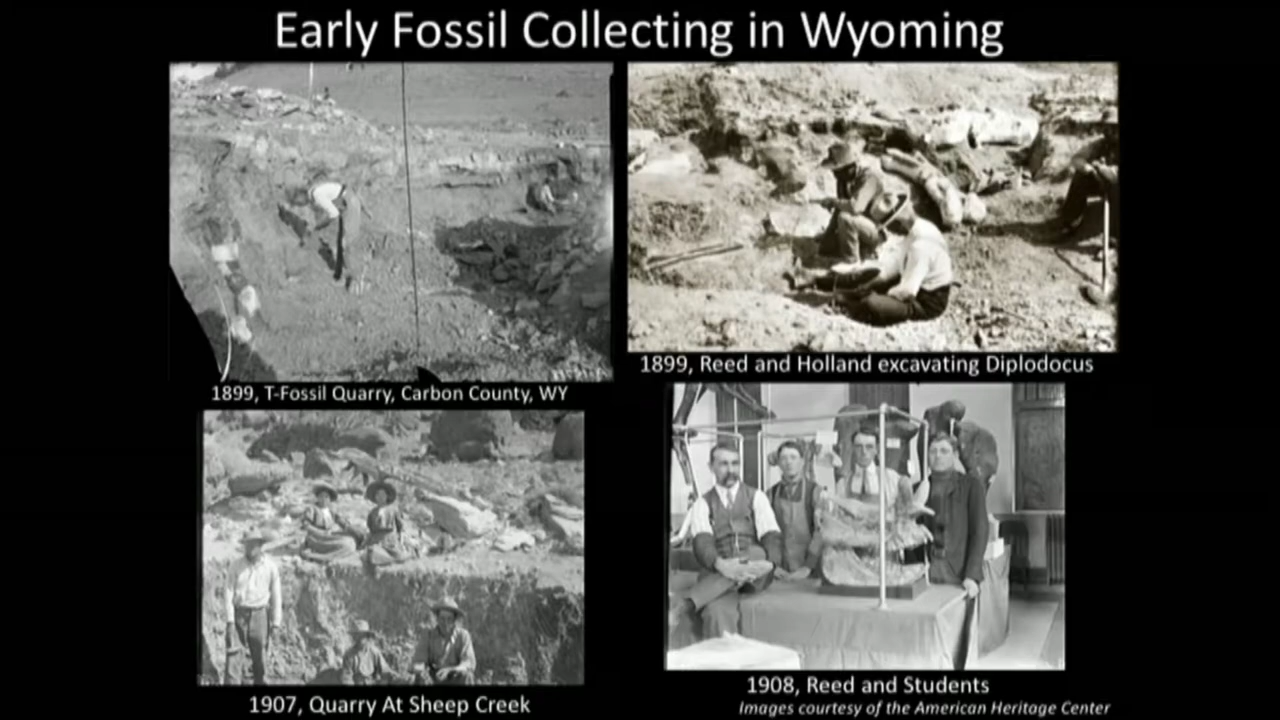 Early Fossil Collecting in Wyoming
1899, T-Fossil Quarry, Carbon County, WY
1899, Reed and Holland excavating Diplodocus
1907, Quarry At Sheep Creek
1908, Reed and Students
Images courtesy of the American Heritage Center